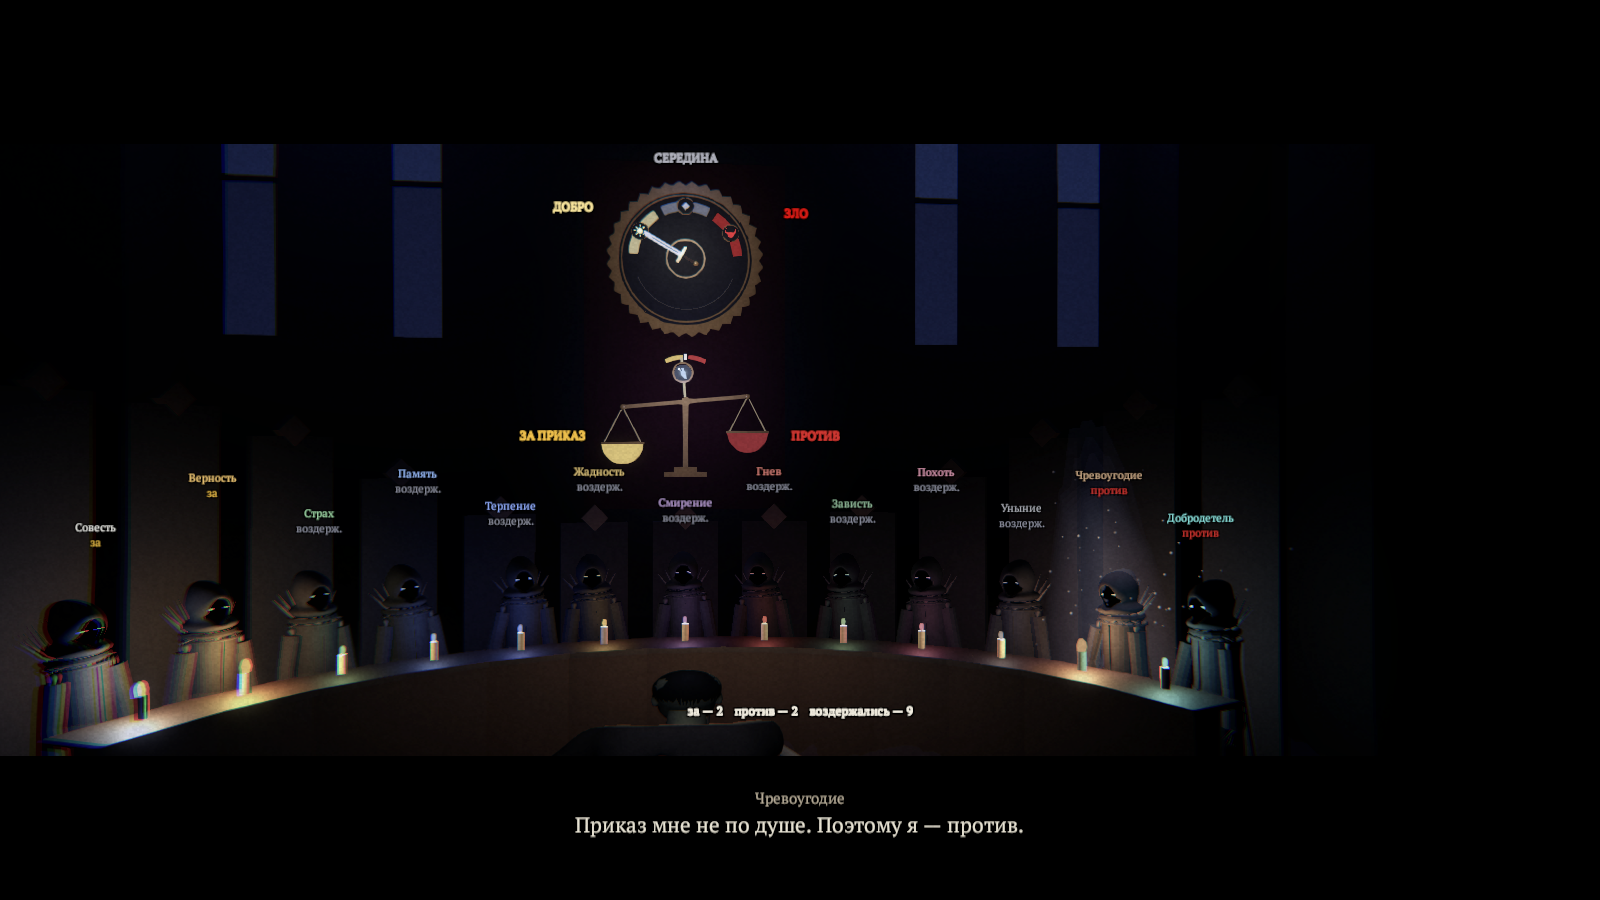 СЕРЕДИНА
ДОБРО
ЗЛО
ЗА ПРИКАЗ
ПРОТИВ
Совесть
за
Верность
за
Страх
воздерж.
Память
воздерж.
Терпение
воздерж.
Жадность
воздерж.
Смирение
воздерж.
Гнев
воздерж.
Зависть
воздерж.
Похоть
воздерж.
Уныние
воздерж.
Чревоугодие
против
Добродетель
против
за — 2 против — 2 воздержались — 9
Чревоугодие
Приказ мне не по душе. Поэтому я — против.